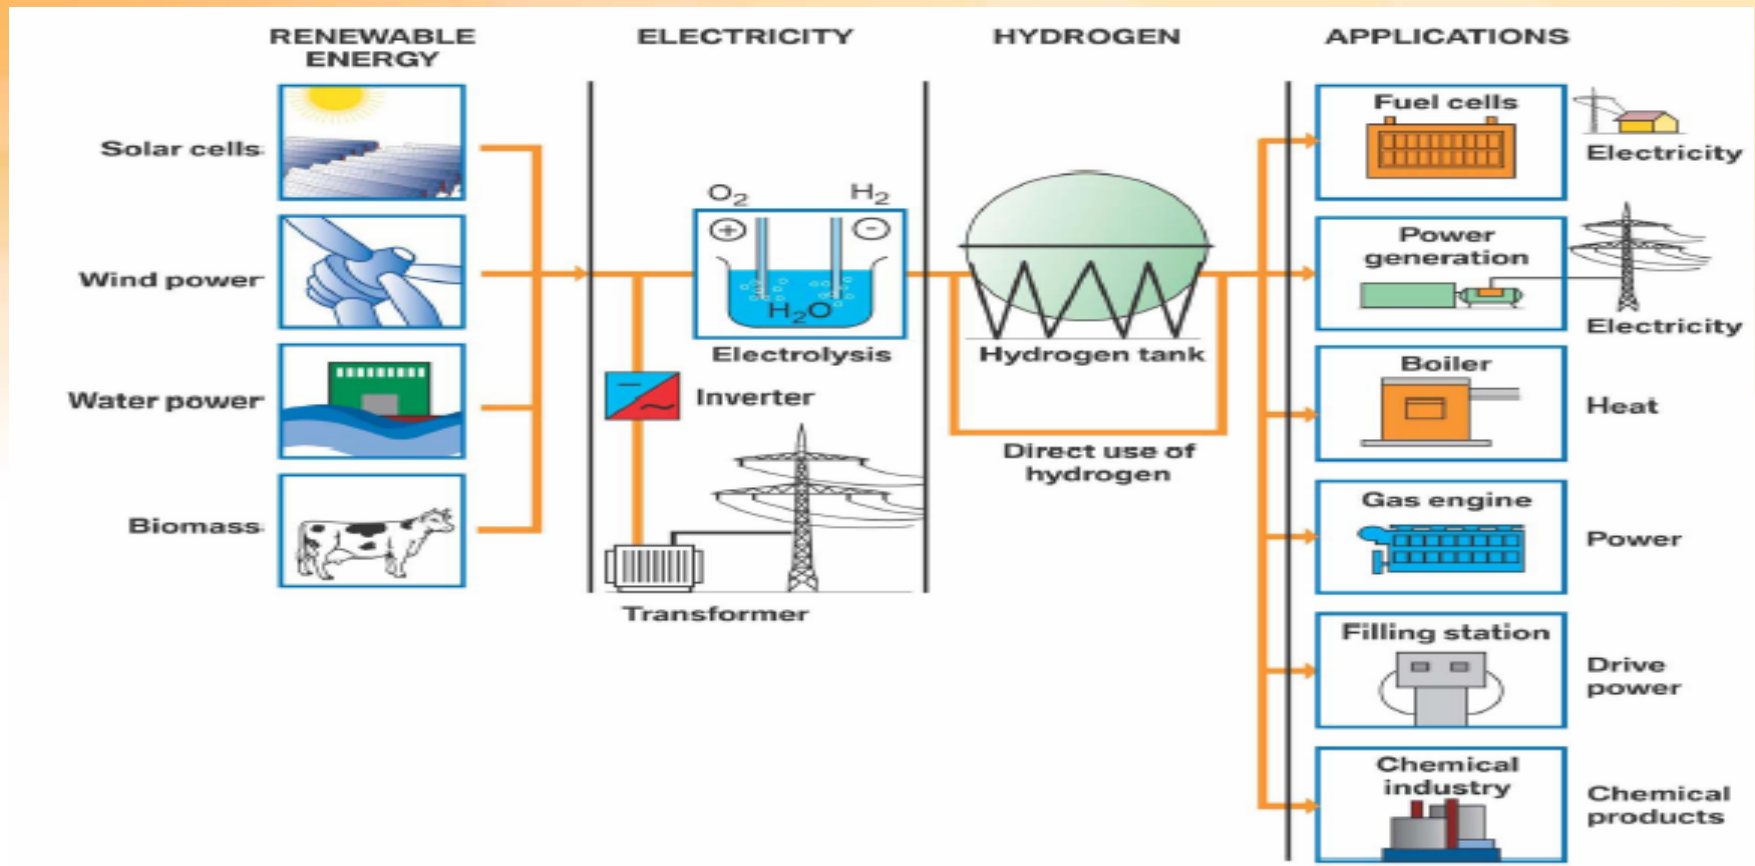 RENEWABLE
ENERGY
ELECTRICITY
HYDROGEN
APPLICATIONS
Solar cells
Wind power
Water power
Biomass
O₂
H₂
+
-
H₂O
Electrolysis
Inverter
Transformer
Hydrogen tank
Direct use of
hydrogen
Fuel cells
Electricity
Power
generation
Electricity
Boiler
Heat
Gas engine
Power
Filling station
Drive
power
Chemical
industry
Chemical
products